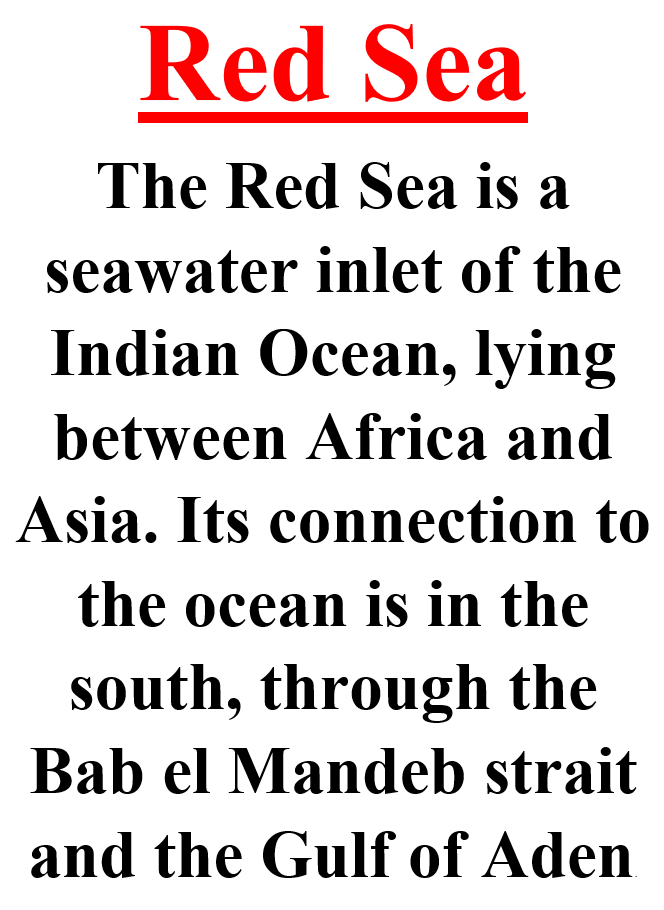 Red Sea
The Red Sea is a
seawater inlet of the
Indian Ocean, lying
between Africa and
Asia. Its connection to
the ocean is in the
south, through the
Bab el Mandeb strait
and the Gulf of Aden.